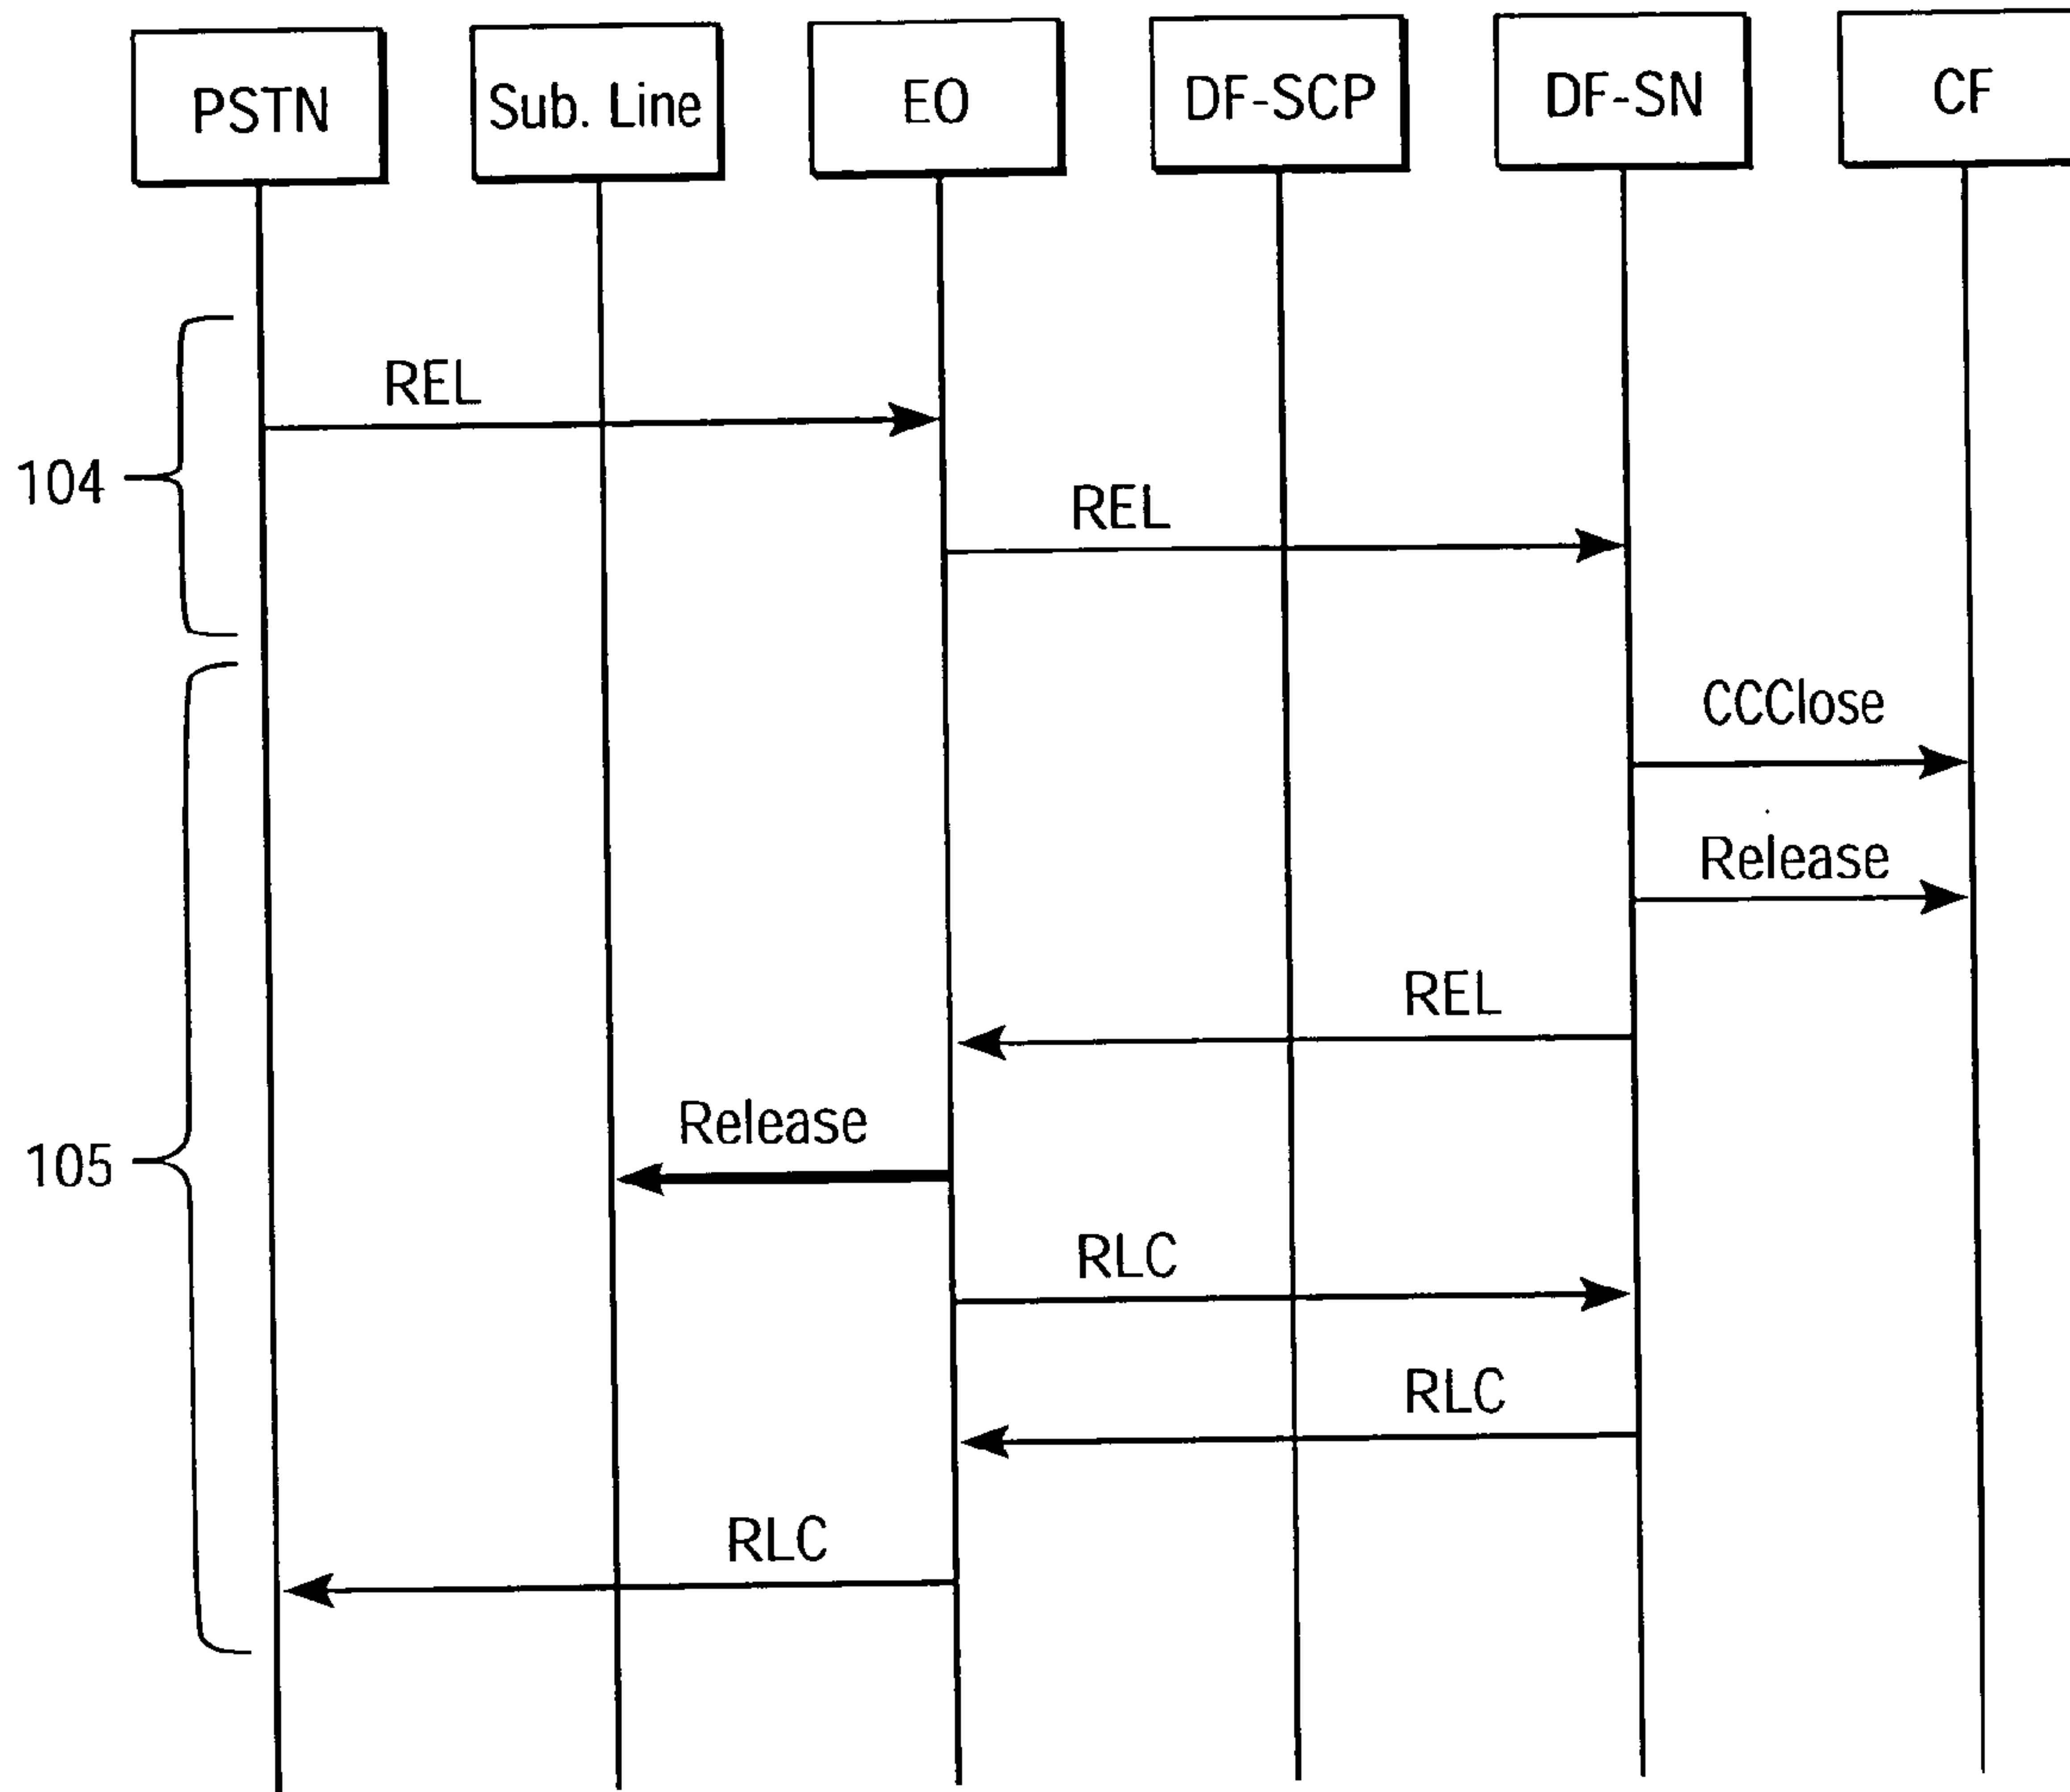 PSTN
Sub. Line
EO
DF-SCP
DF-SN
CF
REL
104
REL
CCClose
Release
REL
Release
105
RLC
RLC
RLC